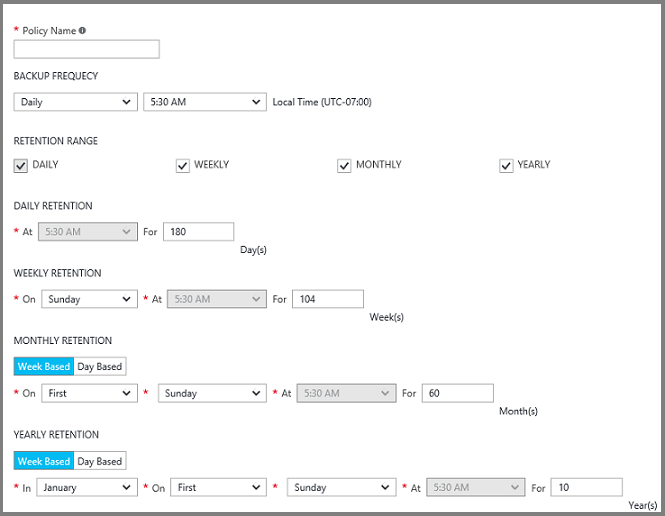 * Policy Name
BACKUP FREQUECY
Daily 5:30 AM Local Time (UTC-07:00)
RETENTION RANGE
DAILY WEEKLY MONTHLY YEARLY
DAILY RETENTION
* At 5:30 AM For 180
Day(s)
WEEKLY RETENTION
* On Sunday * At 5:30 AM For 104
Week(s)
MONTHLY RETENTION
Week Based Day Based
* On First * Sunday * At 5:30 AM For 60
Month(s)
YEARLY RETENTION
Week Based Day Based
* In January * On First * Sunday * At 5:30 AM For 10
Year(s)